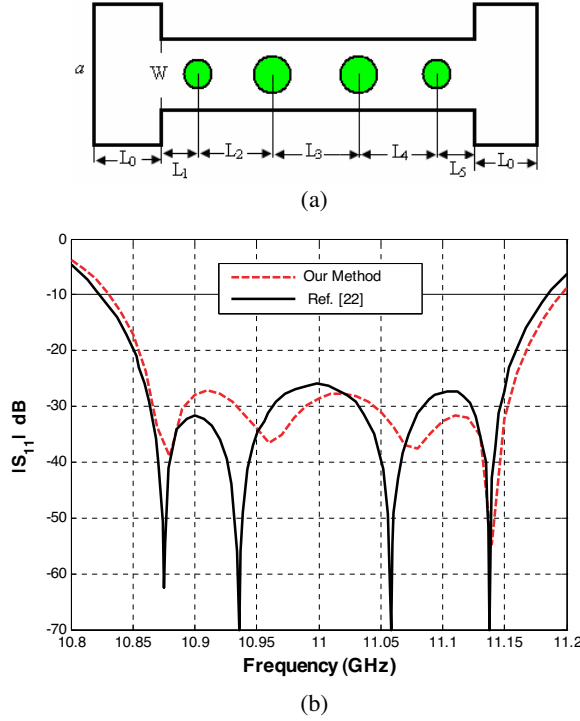 a
W
L0
L1
L2
L3
L4
L5
L0
(a)
0
-10
-20
-30
-40
-50
-60
-70
|S11| dB
Our Method
Ref. [22]
10.8 10.85 10.9 10.95 11 11.05 11.1 11.15 11.2
Frequency (GHz)
(b)